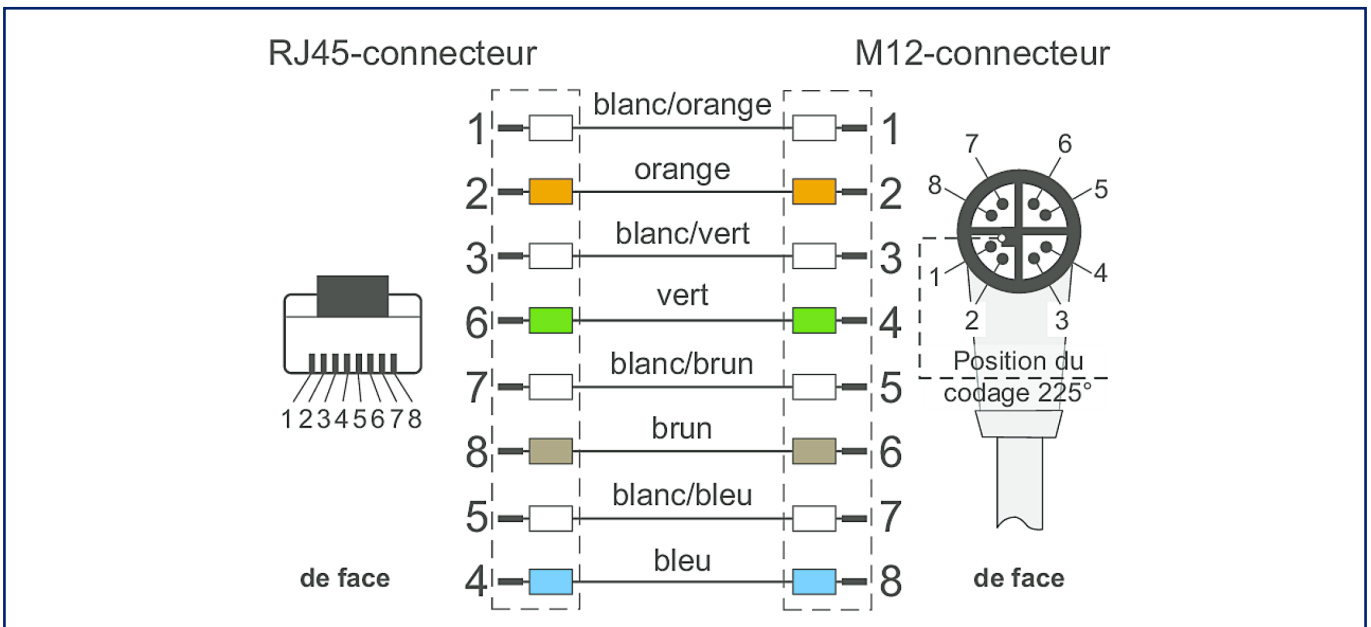 RJ45-connecteur
M12-connecteur
1 blanc/orange 1
2 orange 2
3 blanc/vert 3
6 vert 4
7 blanc/brun 5
8 brun 6
5 blanc/bleu 7
4 bleu 8
1 2 3 4 5 6 7 8
de face
7 6
8 5
1 4
2 3
Position du
codage 225°
de face